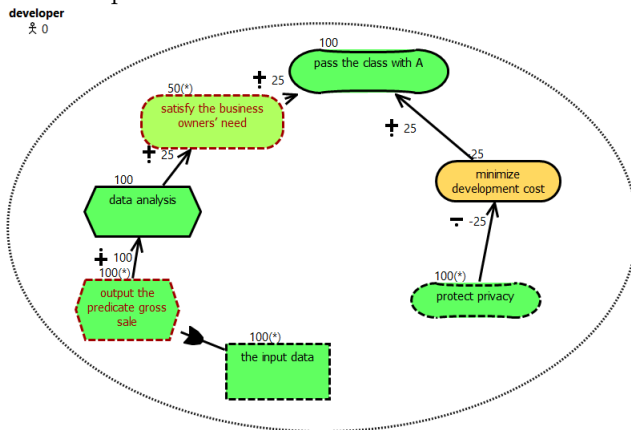 developer
0
100
pass the class with A
25
50(*)
satisfy the business
owners' need
25
25
-25
minimize
development cost
100
data analysis
-25
100
100(*)
output the
predicate gross
sale
100(*)
protect privacy
100(*)
the input data